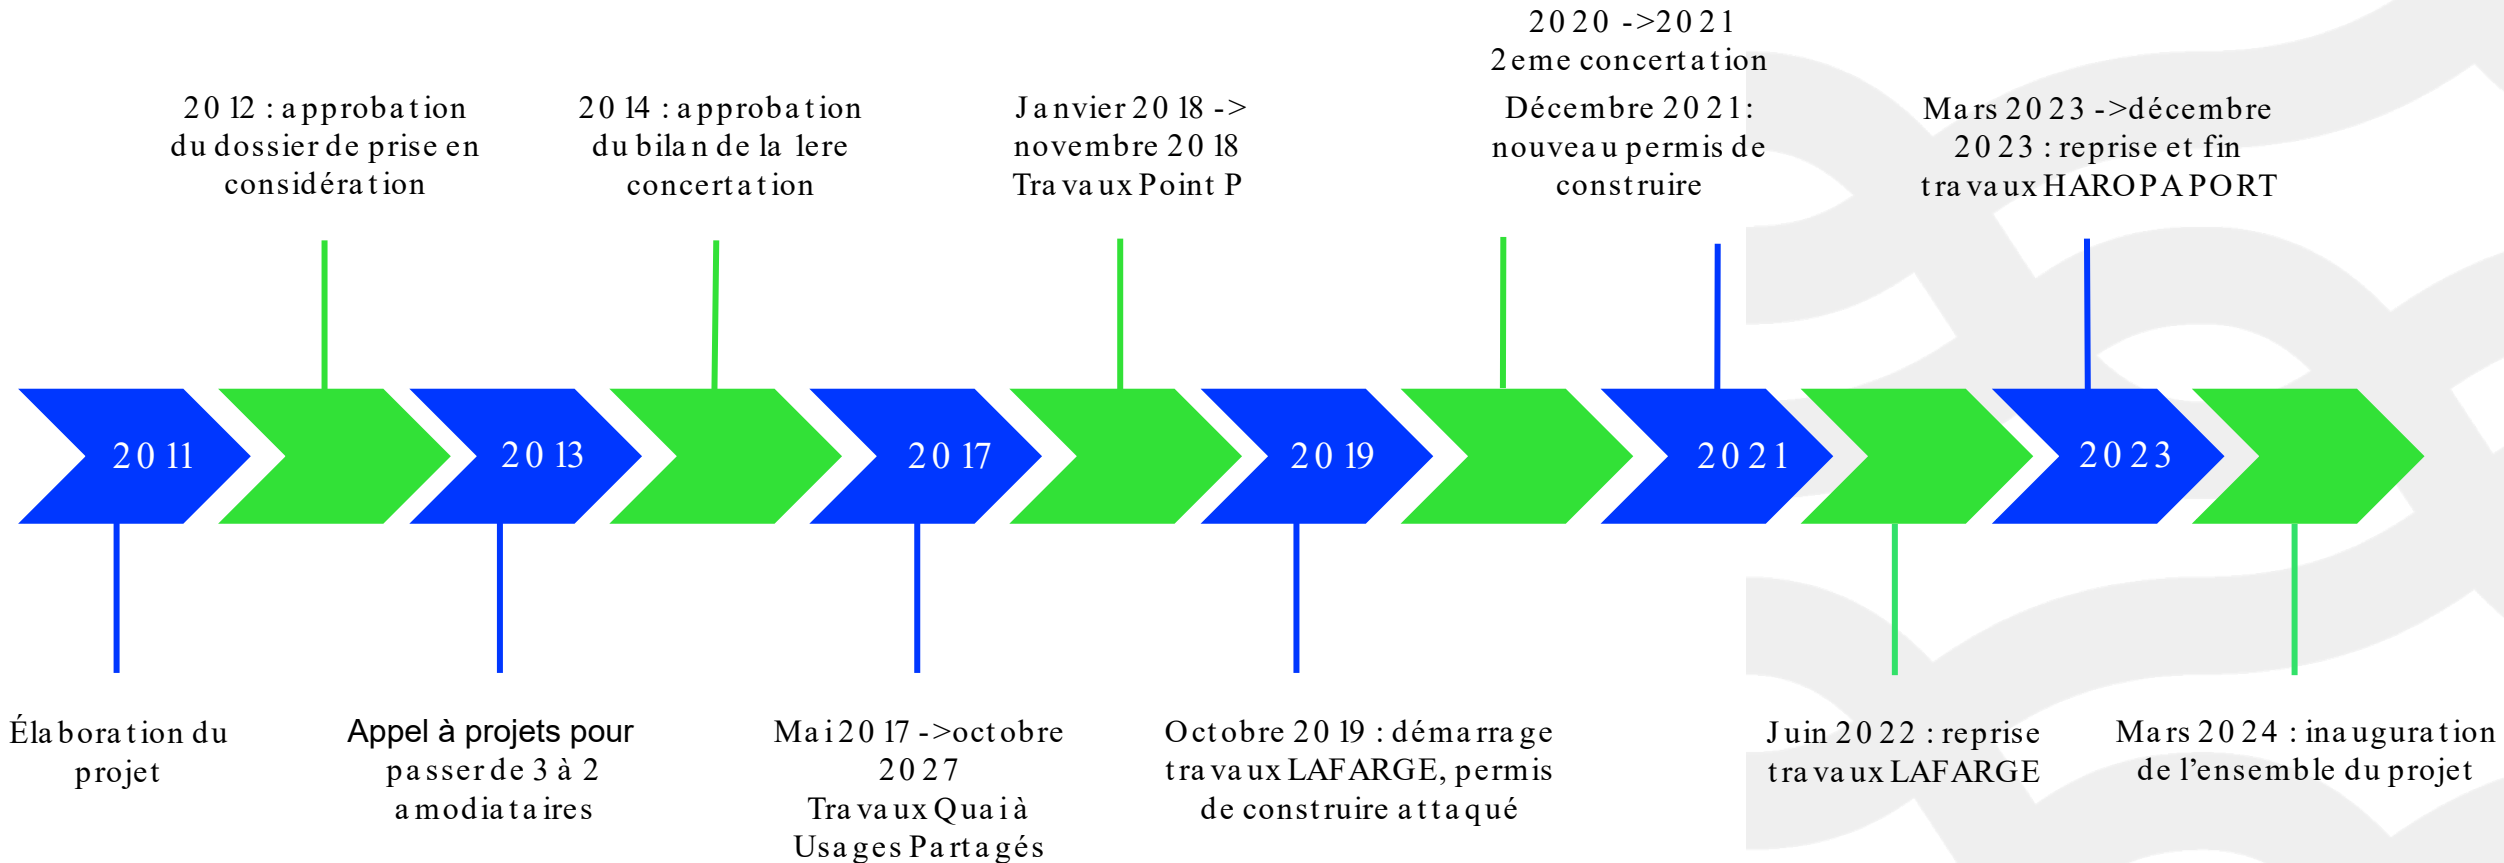 2020 ->2021
2eme concertation
2012 : approbation
du dossier de prise en
considération
2014 : approbation
du bilan de la 1ere
concertation
Janvier 2018 ->
novembre 2018
Travaux Point P
Décembre 2021:
nouveau permis de
construire
Mars 2023 ->décembre
2023 : reprise et fin
travaux HAROPA PORT
2011
2013
2017
2019
2021
2023
Élaboration du
projet
Appel à projets pour
passer de 3 à 2
amodiataires
Mai 2017 ->octobre
2027
Travaux Quai à
Usages Partagés
Octobre 2019 : démarrage
travaux LAFARGE, permis
de construire attaqué
Juin 2022 : reprise
travaux LAFARGE
Mars 2024 : inauguration
de l’ensemble du projet